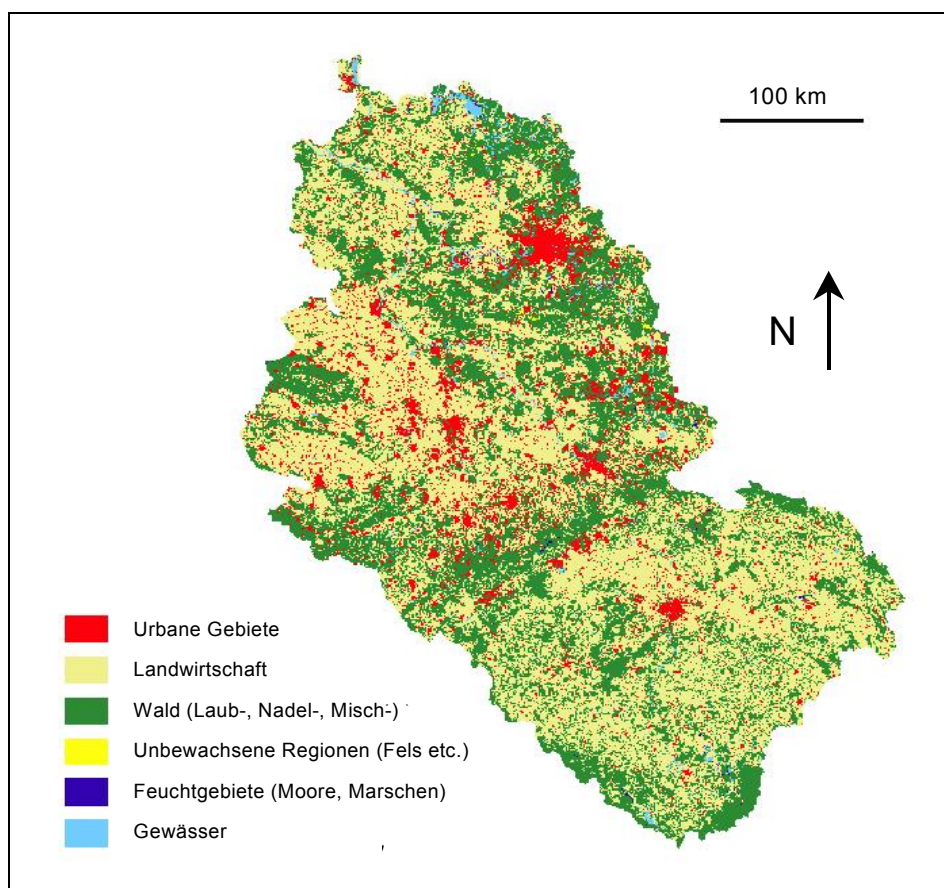 100 km
N
Urbane Gebiete
Landwirtschaft
Wald (Laub-, Nadel-, Misch-)
Unbewachsene Regionen (Fels etc.)
Feuchtgebiete (Moore, Marschen)
Gewässer